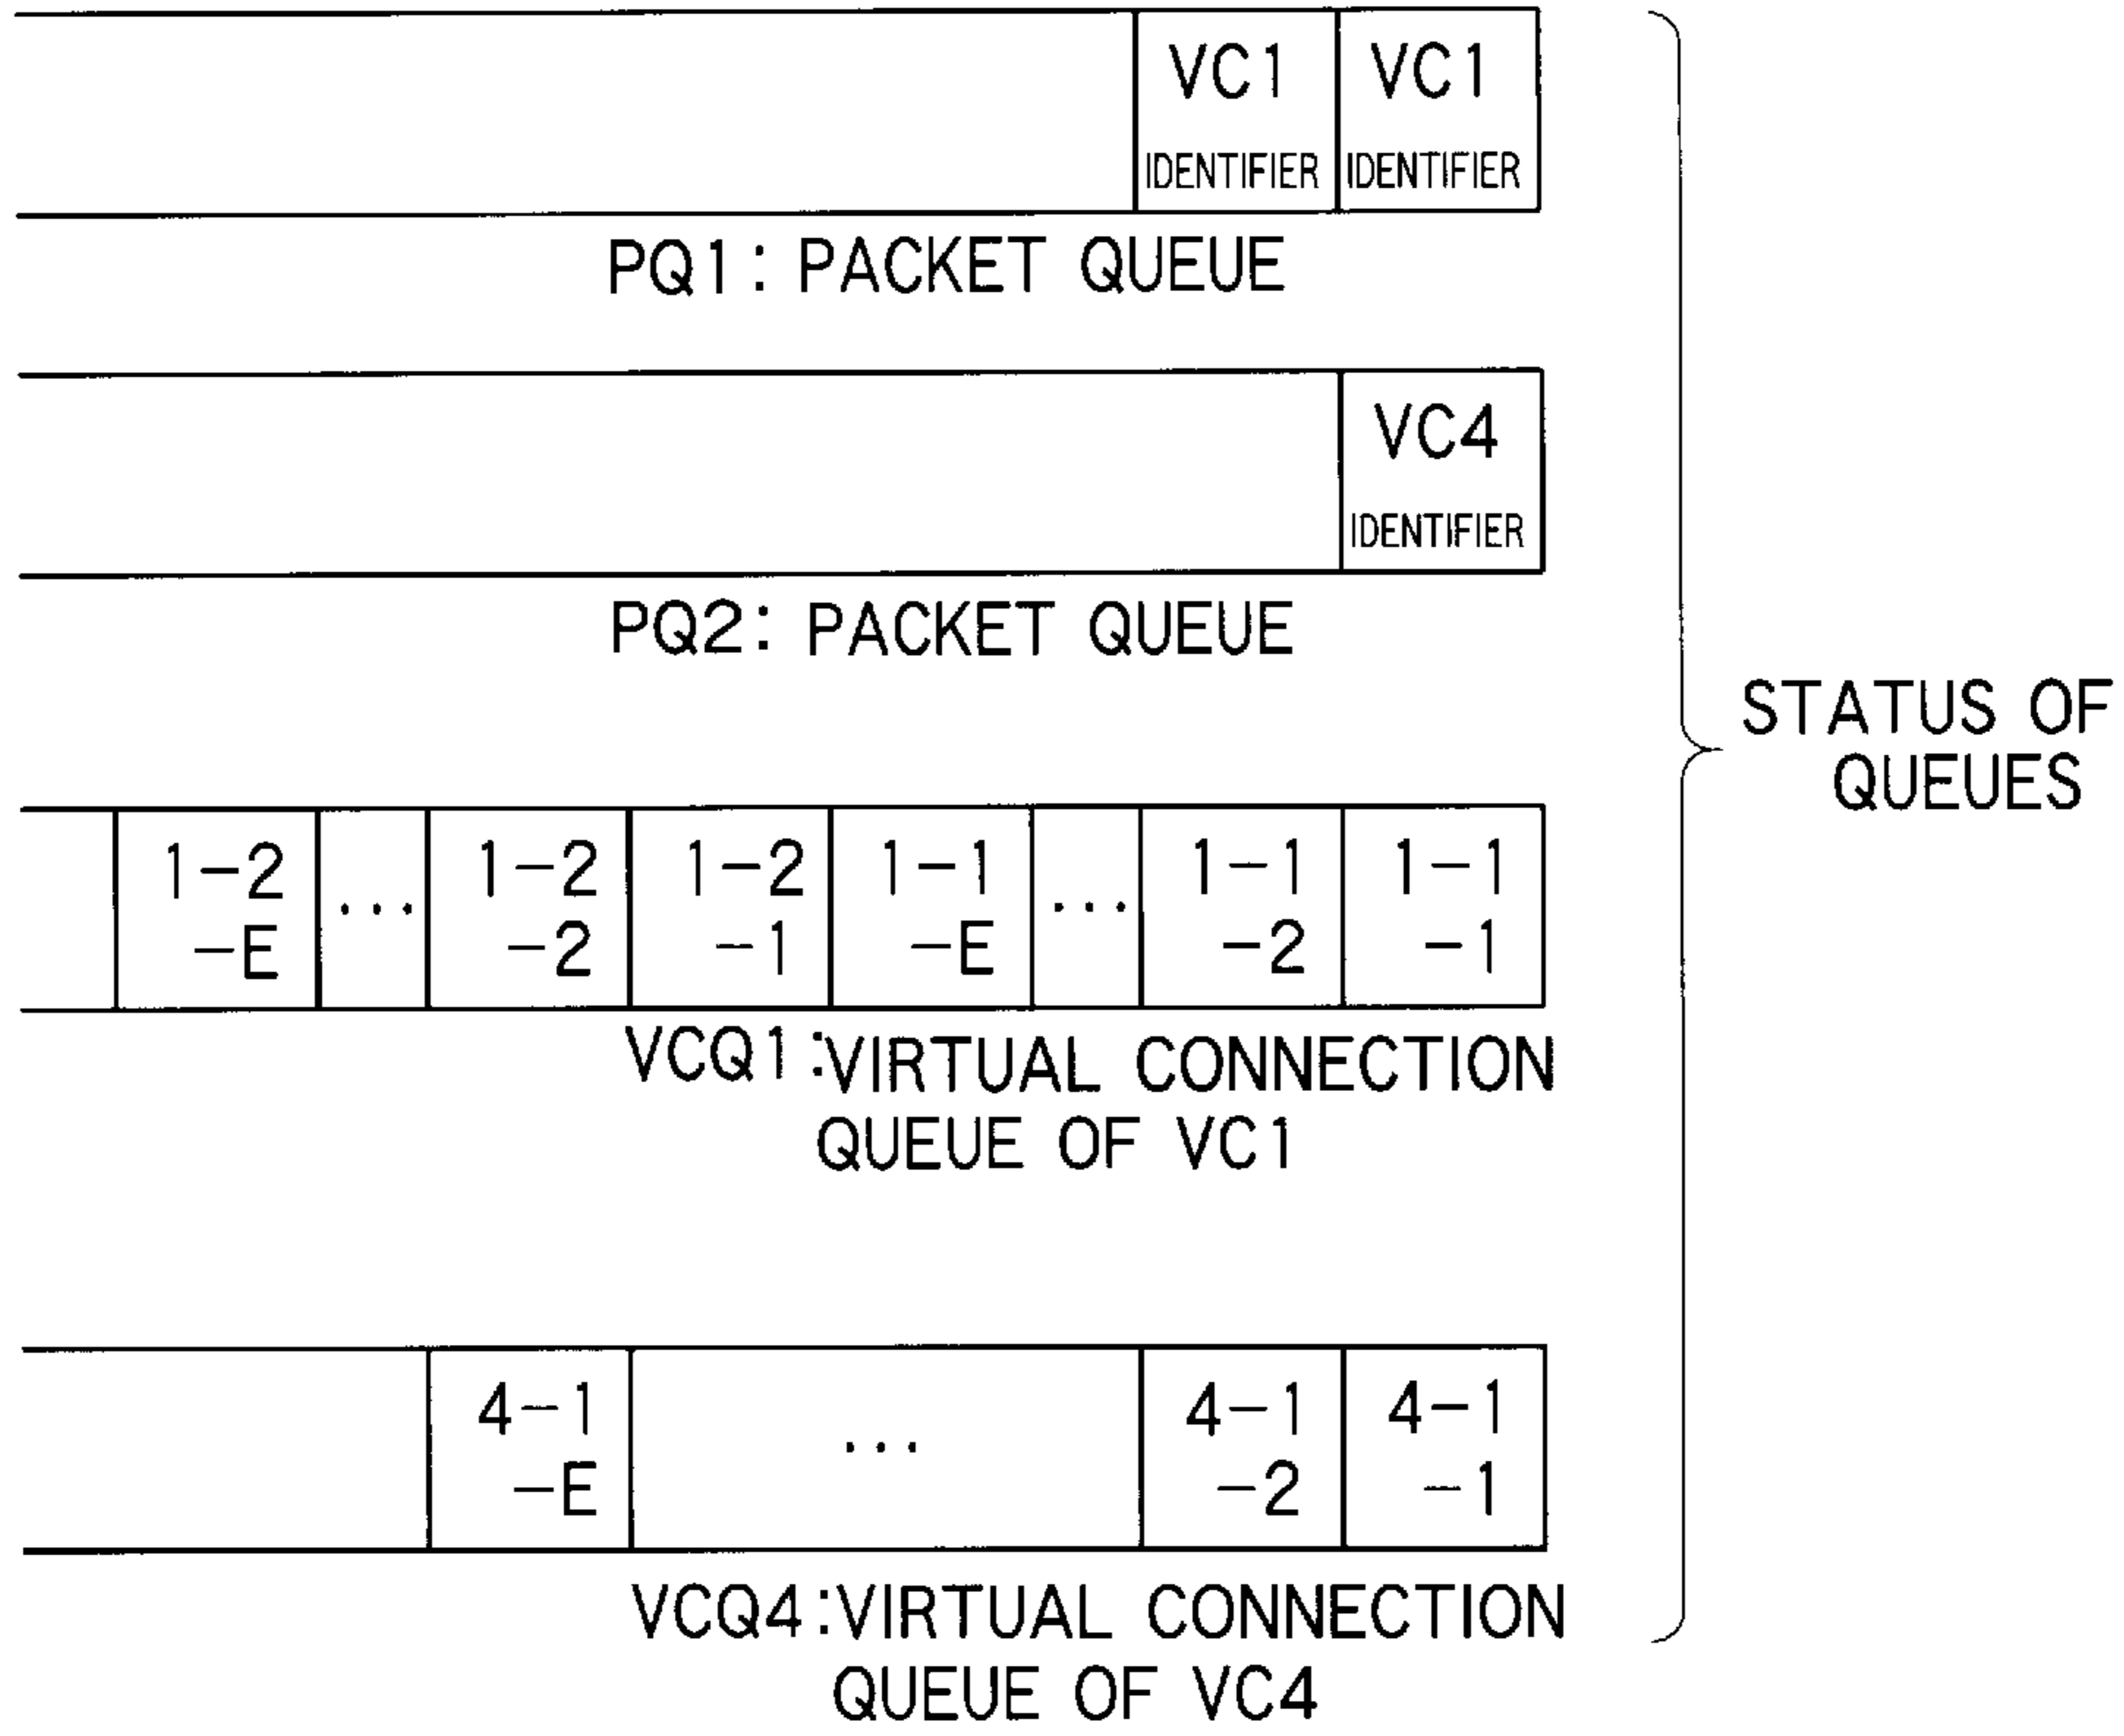 VC1 VC1
IDENTIFIER IDENTIFIER
PQ1: PACKET QUEUE
VC4
IDENTIFIER
PQ2: PACKET QUEUE
STATUS OF
QUEUES
1-2 ... 1-2 1-2 1-1 ... 1-1 1-1
-E -2 -1 -E -2 -1
VCQ1:VIRTUAL CONNECTION
QUEUE OF VC1
4-1 ... 4-1 4-1
-E -2 -1
VCQ4:VIRTUAL CONNECTION
QUEUE OF VC4